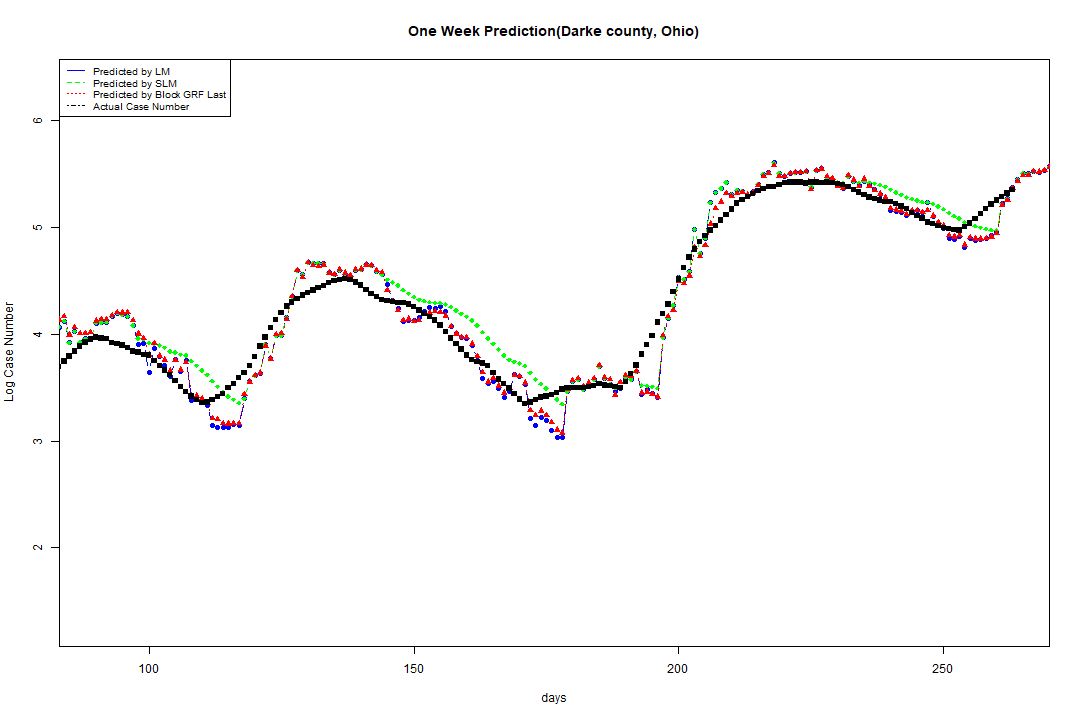 One Week Prediction(Darke county, Ohio)
Predicted by LM
Predicted by SLM
Predicted by Block GRF Last
Actual Case Number
6
5
4
3
2
Log Case Number
100 150 200 250
days